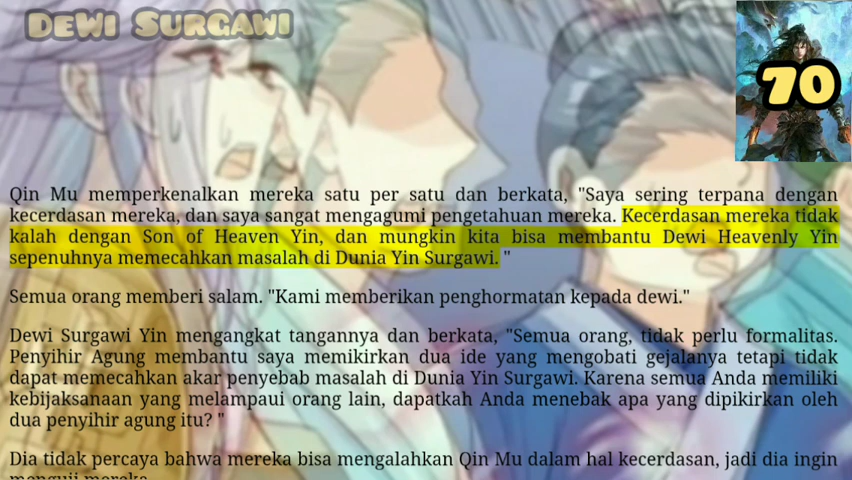 DEWI SURGAWI
70
Qin Mu memperkenalkan mereka satu per satu dan berkata, "Saya sering terpana dengan
kecerdasan mereka, dan saya sangat mengagumi pengetahuan mereka. Kecerdasan mereka tidak
kalah dengan Son of Heaven Yin, dan mungkin kita bisa membantu Dewi Heavenly Yin
sepenuhnya memecahkan masalah di Dunia Yin Surgawi. "
Semua orang memberi salam. "Kami memberikan penghormatan kepada dewi."
Dewi Surgawi Yin mengangkat tangannya dan berkata, "Semua orang, tidak perlu formalitas.
Penyihir Agung membantu saya memikirkan dua ide yang mengobati gejalanya tetapi tidak
dapat memecahkan akar penyebab masalah di Dunia Yin Surgawi. Karena semua Anda memiliki
kebijaksanaan yang melampaui orang lain, dapatkah Anda menebak apa yang dipikirkan oleh
dua penyihir agung itu? "
Dia tidak percaya bahwa mereka bisa mengalahkan Qin Mu dalam hal kecerdasan, jadi dia ingin